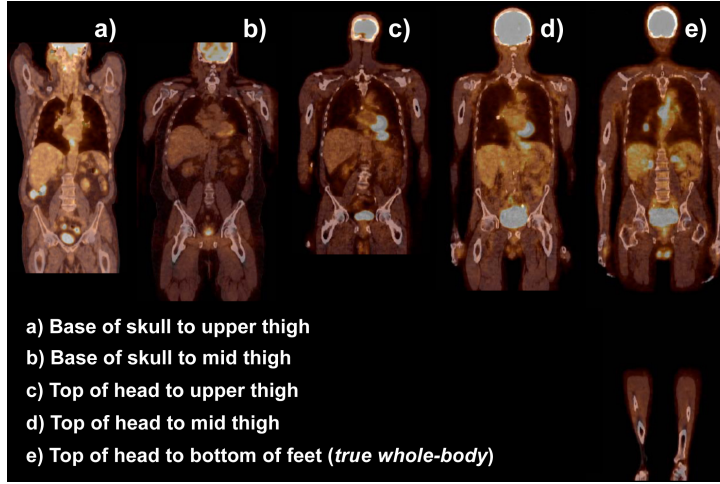 a)
b)
c)
d)
e)
a) Base of skull to upper thigh
b) Base of skull to mid thigh
c) Top of head to upper thigh
d) Top of head to mid thigh
e) Top of head to bottom of feet (true whole-body)